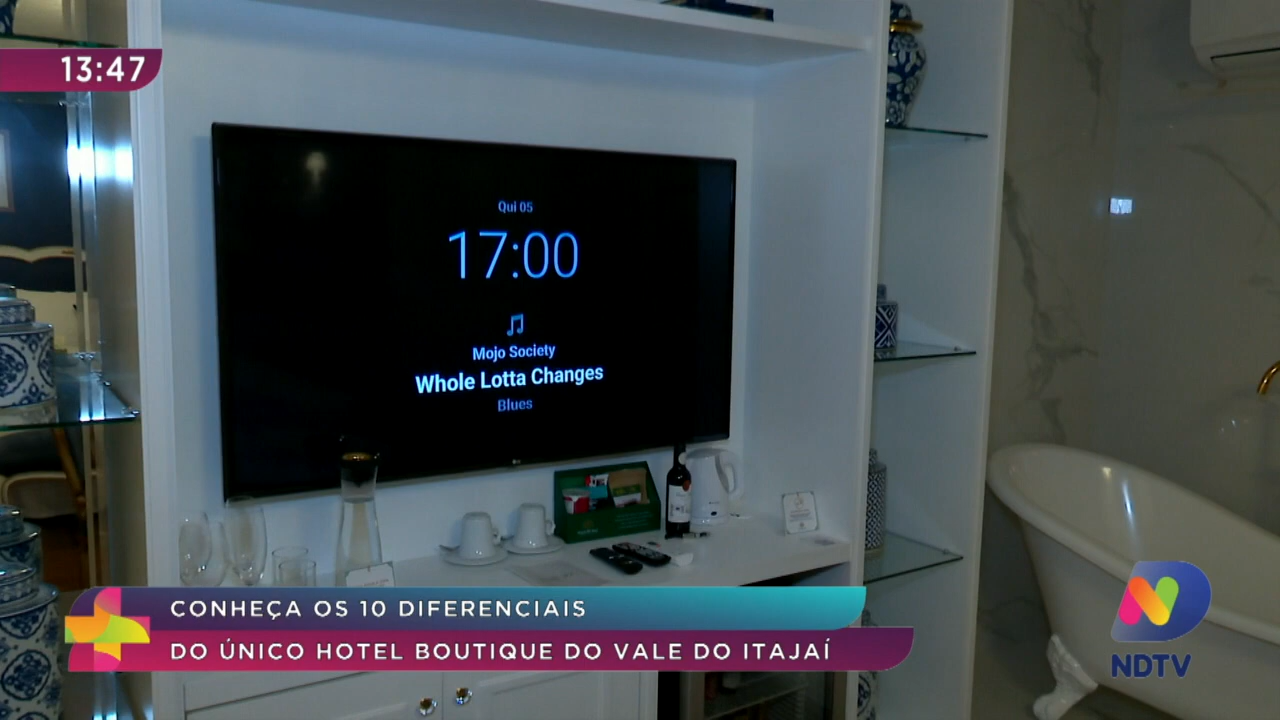 13:47
Qui 05
17:00
Mojo Society
Whole Lotta Changes
Blues
CONHEÇA OS 10 DIFERENCIAIS
DO ÚNICO HOTEL BOUTIQUE DO VALE DO ITAJAÍ
NDTV